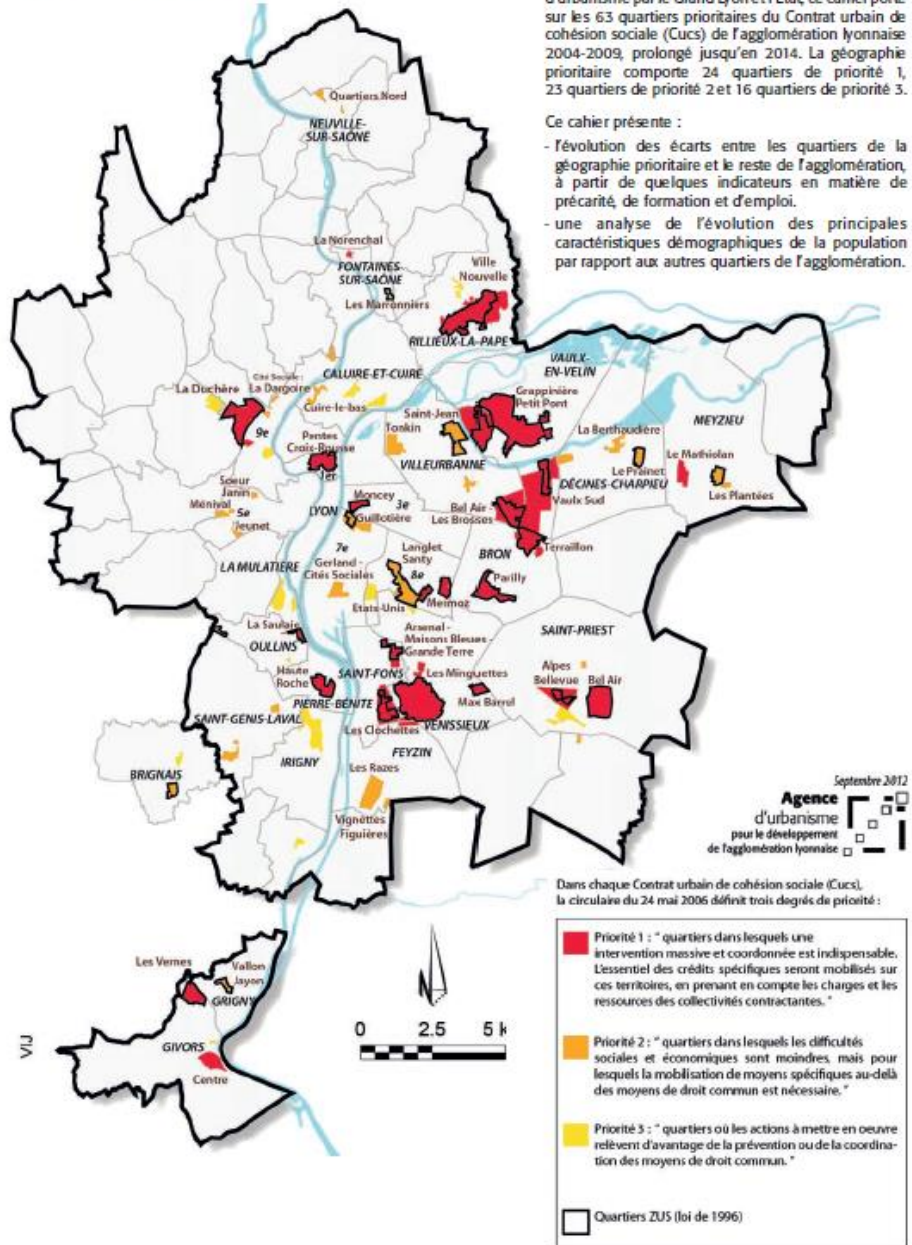 sur les 63 quartiers prioritaires du Contrat urbain de
cohésion sociale (Cucs) de l'agglomération lyonnaise
2004-2009, prolongé jusqu'en 2014. La géographie
prioritaire comporte 24 quartiers de priorité 1,
23 quartiers de priorité 2 et 16 quartiers de priorité 3.
Ce cahier présente :
- l'évolution des écarts entre les quartiers de la
géographie prioritaire et le reste de l'agglomération,
à partir de quelques indicateurs en matière de
précarité, de formation et d'emploi.
- une analyse de l'évolution des principales
caractéristiques démographiques de la population
par rapport aux autres quartiers de l'agglomération.
Quartiers Nord
NEUVILLE-
SUR-SAÔNE
La Norenchal
FONTAINES-
SUR-SAÔNE
Les Marronniers
Ville
Nouvelle
RILLIEUX-LA-PAPE
VAULX-
EN-VELIN
CALUIRE-ET-CUIRE
Cité Sociale :
La Dargoire
La Duchère
Cuire-le-bas
9e
Pentes
Croix-Rousse
1er
Saint-Jean
Tonkin
VILLEURBANNE
Grappinière
Petit Pont
La Berthaudière
MEYZIEU
Le Mathiolan
Le Prainet
DÉCINES-CHARPIEU
Les Plantées
Vaulx Sud
Soeur
Janin
Ménival
5e
Jeunet
LYON
Moncey
3e
Guillotière
Bel Air
Les Brosses
Terraillon
BRON
7e
Langlet
Santy
8e
LA MULATIÈRE
Gerland -
Cités Sociales
Etats-Unis
Mermoz
Parilly
La Saulaie
OULLINS
Arsenal -
Maisons Bleues -
Grande Terre
SAINT-PRIEST
Haute
Roche
SAINT-FONS
Les Minguettes
Alpes
Bellevue
Bel Air
PIERRE-BÉNITE
Max Barel
SAINT-GENIS-LAVAL
Les Clochettes
VENISSIEUX
IRIGNY
FEYZIN
BRIGNAIS
Les Razes
Vignettes
Figuières
Septembre 2012
Agence
d'urbanisme
pour le développement
de l'agglomération lyonnaise
Les Vernes
Vallon
Jayon
GRIGNY
GIVORS
Centre
VIJ
N
0 2.5 5 k
Dans chaque Contrat urbain de cohésion sociale (Cucs),
la circulaire du 24 mai 2006 définit trois degrés de priorité :
Priorité 1 : " quartiers dans lesquels une
intervention massive et coordonnée est indispensable.
L'essentiel des crédits spécifiques seront mobilisés sur
ces territoires, en prenant en compte les charges et les
ressources des collectivités contractantes. "
Priorité 2 : " quartiers dans lesquels les difficultés
sociales et économiques sont moindres, mais pour
lesquels la mobilisation de moyens spécifiques au-delà
des moyens de droit commun est nécessaire. "
Priorité 3 : " quartiers où les actions à mettre en oeuvre
relèvent d'avantage de la prévention ou de la coordina-
tion des moyens de droit commun. "
Quartiers ZUS (loi de 1996)